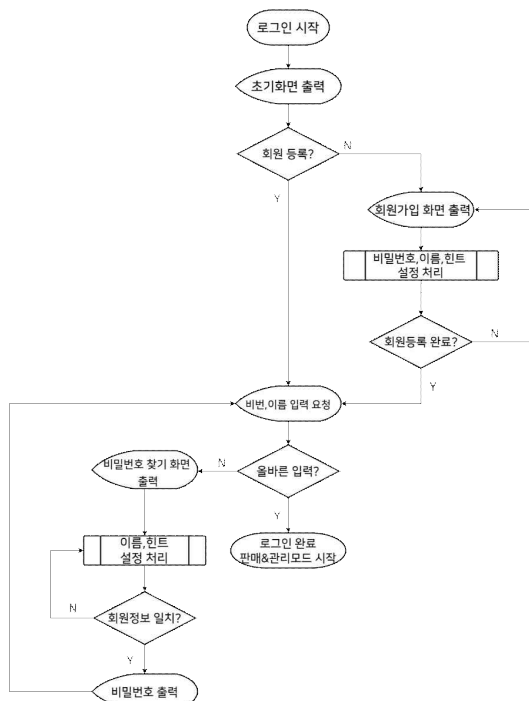 로그인 시작
초기화면 출력
회원 등록?
N
Y
회원가입 화면 출력
비밀번호,이름,힌트
설정 처리
회원등록 완료?
N
Y
비번,이름 입력 요청
올바른 입력?
N
Y
비밀번호 찾기 화면
출력
로그인 완료
판매&관리모드 시작
이름,힌트
설정 처리
회원정보 일치?
N
Y
비밀번호 출력